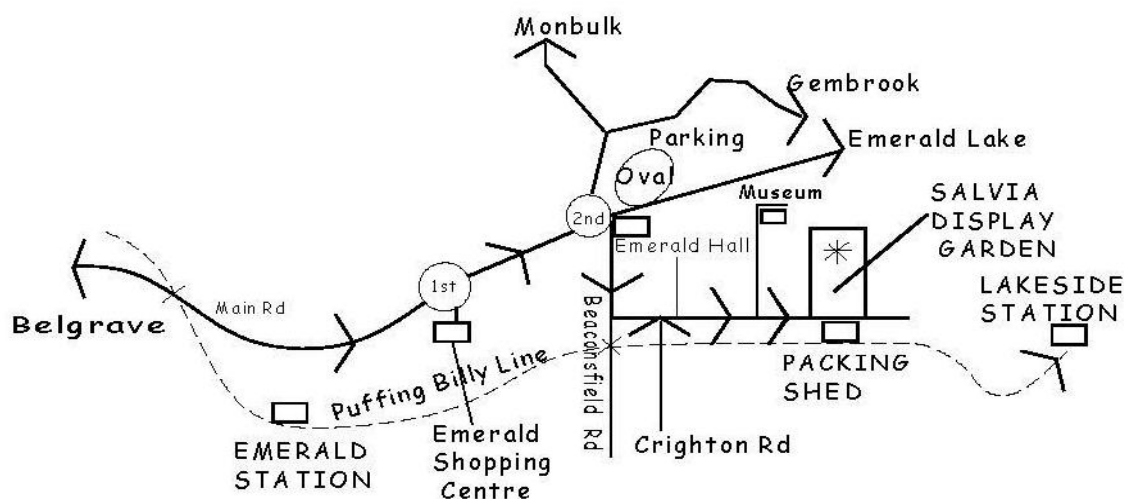 Monbulk
Gembrook
Parking
Emerald Lake
Oval
Museum
SALVIA
DISPLAY
GARDEN
2nd
Emerald Hall
LAKESIDE
STATION
1st
Main Rd
Belgrave
Beaconsfield Rd
Puffing Billy Line
PACKING
SHED
EMERALD
STATION
Emerald
Shopping
Centre
Crighton Rd